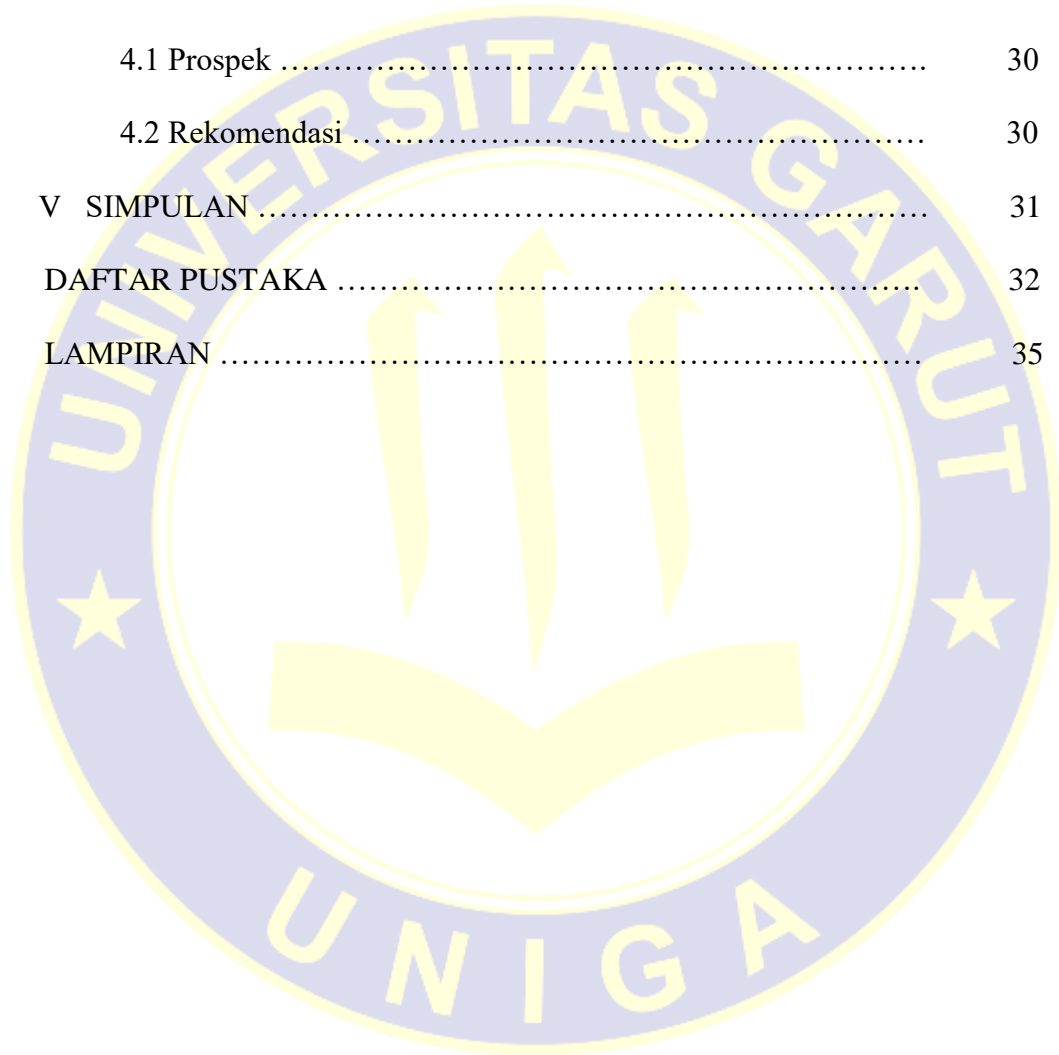 4.1 Prospek ………………………………………………………. 30
4.2 Rekomendasi ……………………………………………… 30
V SIMPULAN ………………………………………………………… 31
DAFTAR PUSTAKA ………………………………………………. 32
LAMPIRAN …………………………………………………………… 35
UNIVERSITAS GARUT
UNIGA